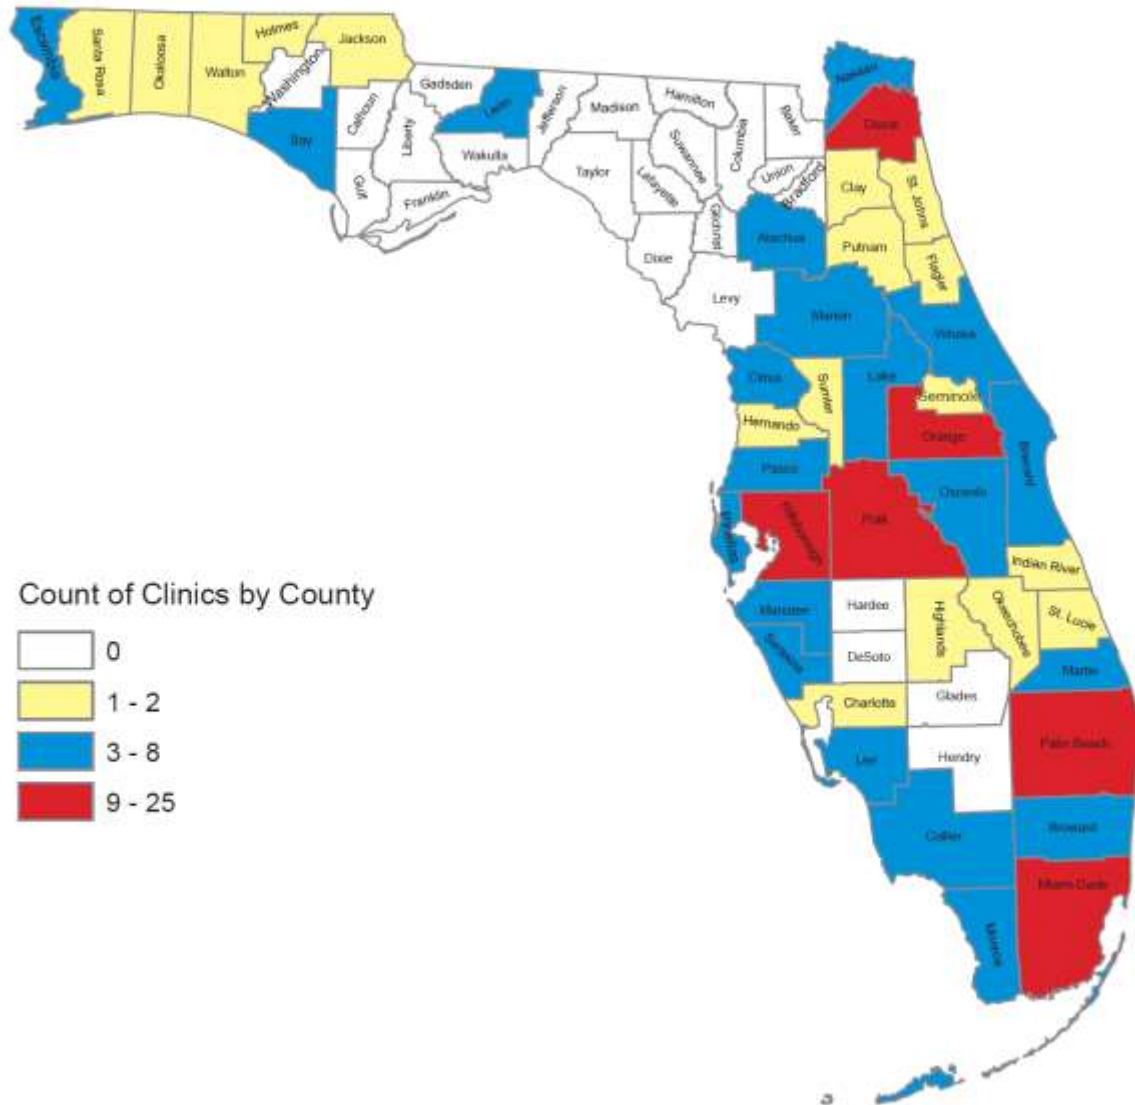 Escambia
Santa Rosa
Okaloosa
Walton
Holmes
Washington
Jackson
Bay
Calhoun
Gulf
Liberty
Gadsden
Franklin
Leon
Wakulla
Jefferson
Madison
Taylor
Hamilton
Suwannee
Lafayette
Dixie
Columbia
Gilchrist
Levy
Baker
Union
Bradford
Alachua
Nassau
Duval
Clay
St. Johns
Putnam
Flagler
Marion
Volusia
Citrus
Sumter
Lake
Seminole
Hernando
Orange
Pasco
Brevard
Osceola
Pinellas
Hillsborough
Polk
Indian River
Manatee
Hardee
Highlands
Okeechobee
St. Lucie
Sarasota
DeSoto
Martin
Charlotte
Glades
Lee
Hendry
Palm Beach
Collier
Broward
Miami-Dade
Monroe
Count of Clinics by County
0
1 - 2
3 - 8
9 - 25